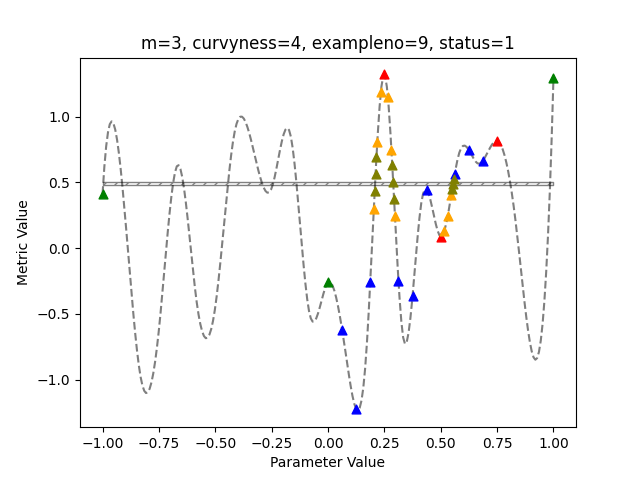 m=3, curvyness=4, exampleno=9, status=1
Metric Value
1.0
0.5
0.0
−0.5
−1.0
−1.00 −0.75 −0.50 −0.25 0.00 0.25 0.50 0.75 1.00
Parameter Value